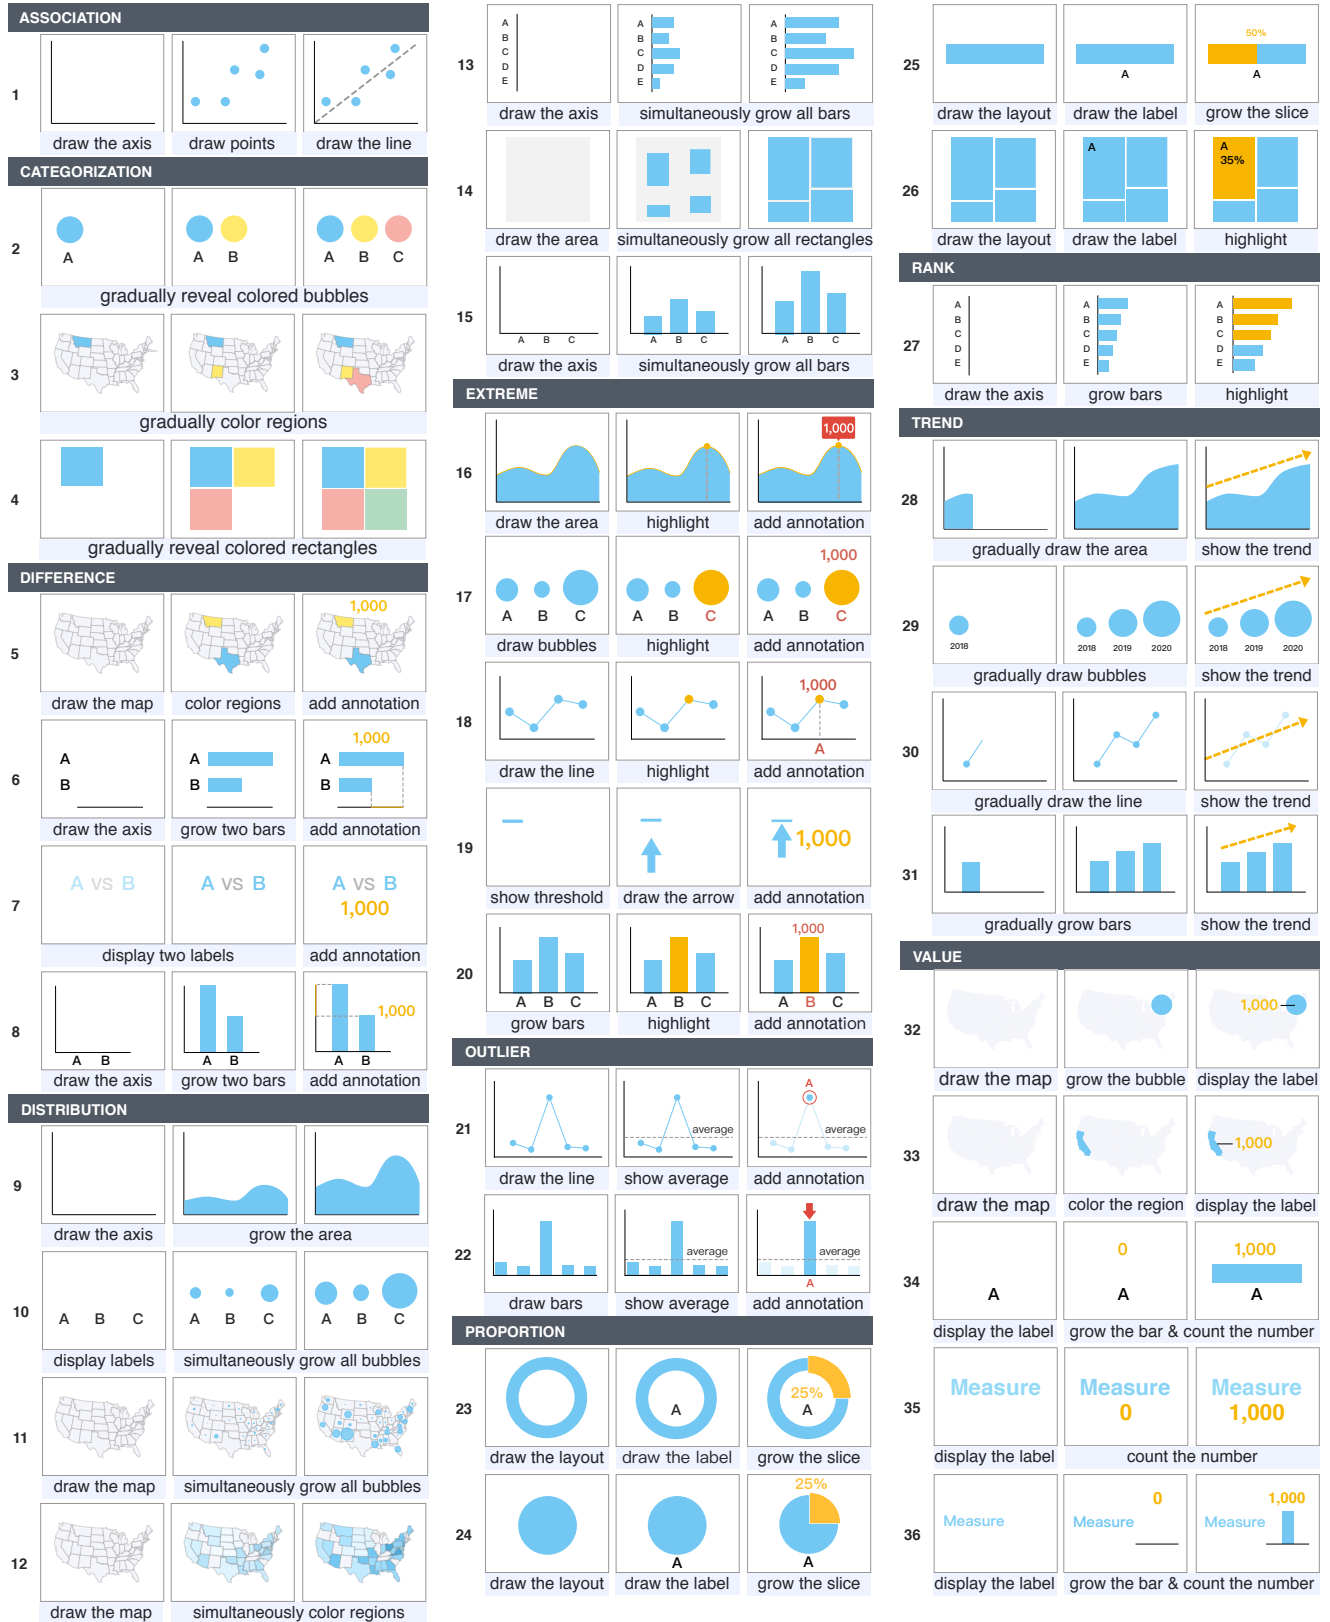 ASSOCIATION
1
draw the axis
draw points
draw the line
CATEGORIZATION
2
A
A B
A B C
gradually reveal colored bubbles
3
gradually color regions
4
gradually reveal colored rectangles
DIFFERENCE
5
1,000
draw the map
color regions
add annotation
6
A
B
A
B
1,000
A
B
draw the axis
grow two bars
add annotation
7
A VS B
A VS B
A VS B
1,000
display two labels
add annotation
8
A B
A B
1,000
A B
draw the axis
grow two bars
add annotation
DISTRIBUTION
9
draw the axis
grow the area
10
A B C
A B C
A B C
display labels
simultaneously grow all bubbles
11
draw the map
simultaneously grow all bubbles
12
draw the map
simultaneously color regions
13
A
B
C
D
E
A
B
C
D
E
A
B
C
D
E
draw the axis
simultaneously grow all bars
14
draw the area
simultaneously grow all rectangles
15
A B C
A B C
A B C
draw the axis
simultaneously grow all bars
EXTREME
16
1,000
draw the area
highlight
add annotation
17
A B C
A B C
1,000
A B C
draw bubbles
highlight
add annotation
18
1,000
A
draw the line
highlight
add annotation
19
1,000
show threshold
draw the arrow
add annotation
20
A B C
A B C
1,000
A B C
grow bars
highlight
add annotation
OUTLIER
21
average
A
average
draw the line
show average
add annotation
22
average
average
A
draw bars
show average
add annotation
PROPORTION
23
A
25%
A
draw the layout
draw the label
grow the slice
24
A
25%
A
draw the layout
draw the label
grow the slice
25
A
50%
A
draw the layout
draw the label
grow the slice
26
A
A
35%
draw the layout
draw the label
highlight
RANK
27
A
B
C
D
E
A
B
C
D
E
A
B
C
D
E
draw the axis
grow bars
highlight
TREND
28
gradually draw the area
show the trend
29
2018
2018 2019 2020
2018 2019 2020
gradually draw bubbles
show the trend
30
gradually draw the line
show the trend
31
gradually grow bars
show the trend
VALUE
32
1,000
draw the map
grow the bubble
display the label
33
1,000
draw the map
color the region
display the label
34
A
0
A
1,000
A
display the label
grow the bar & count the number
35
Measure
Measure
0
Measure
1,000
display the label
count the number
36
Measure
0
Measure
1,000
Measure
display the label
grow the bar & count the number